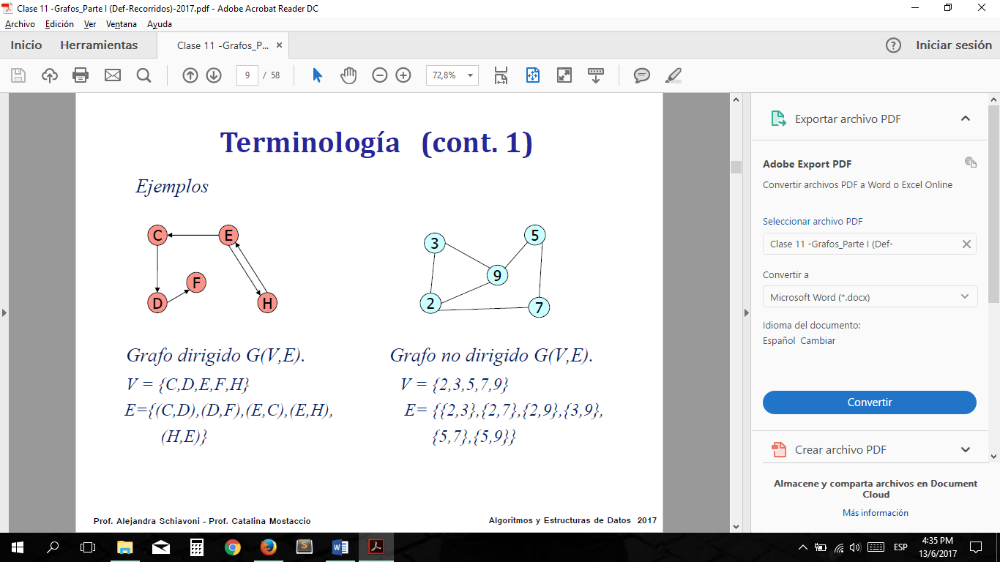 Clase 11 -Grafos_Parte I (Def-Recorridos)-2017.pdf - Adobe Acrobat Reader DC
Archivo Edición Ver Ventana Ayuda
Inicio Herramientas Clase 11 -Grafos_P... × ? Iniciar sesión
9 / 58 72,8%
Terminología (cont. 1)
Ejemplos
C E
F
D H
3 5
9
2 7
Grafo dirigido G(V,E).
V = {C,D,E,F,H}
E={(C,D),(D,F),(E,C),(E,H),
(H,E)}
Grafo no dirigido G(V,E).
V = {2,3,5,7,9}
E= {{2,3},{2,7},{2,9},{3,9},
{5,7},{5,9}}
Prof. Alejandra Schiavoni - Prof. Catalina Mostaccio
Algoritmos y Estructuras de Datos 2017
Exportar archivo PDF
Adobe Export PDF
Convertir archivos PDF a Word o Excel Online
Seleccionar archivo PDF
Clase 11 -Grafos_Parte I (Def-
Convertir a
Microsoft Word (*.docx)
Idioma del documento:
Español Cambiar
Convertir
Crear archivo PDF
Almacene y comparta archivos en Document
Cloud
Más información
S W
ESP
4:35 PM
13/6/2017